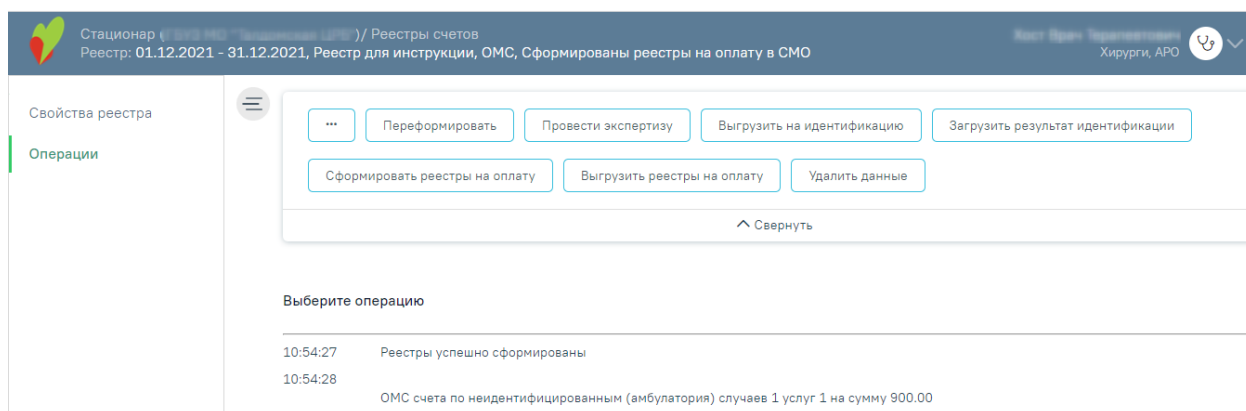 Стационар ( )/ Реестры счетов
Реестр: 01.12.2021 - 31.12.2021, Реестр для инструкции, ОМС, Сформированы реестры на оплату в СМО
Хирурги, АРО
Свойства реестра
Операции
... Переформировать Провести экспертизу Выгрузить на идентификацию Загрузить результат идентификации
Сформировать реестры на оплату Выгрузить реестры на оплату Удалить данные
Свернуть
Выберите операцию
10:54:27 Реестры успешно сформированы
10:54:28
ОМС счета по неидентифицированным (амбулатория) случаев 1 услуг 1 на сумму 900.00